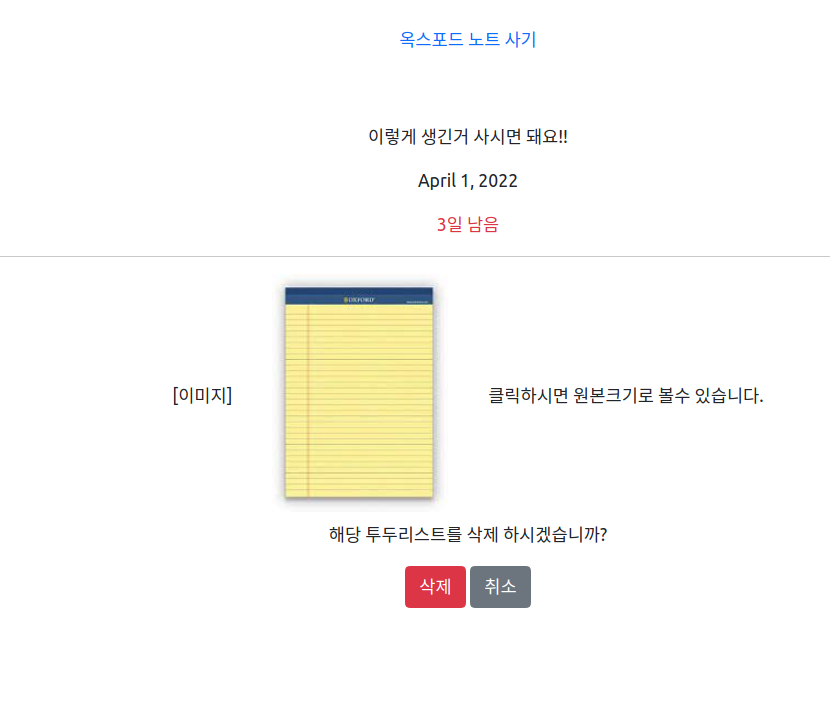 옥스포드 노트 사기
이렇게 생긴거 사시면 돼요!!
April 1, 2022
3일 남음
OXFORD
[이미지]
클릭하시면 원본크기로 볼수 있습니다.
해당 투두리스트를 삭제 하시겠습니까?
삭제
취소